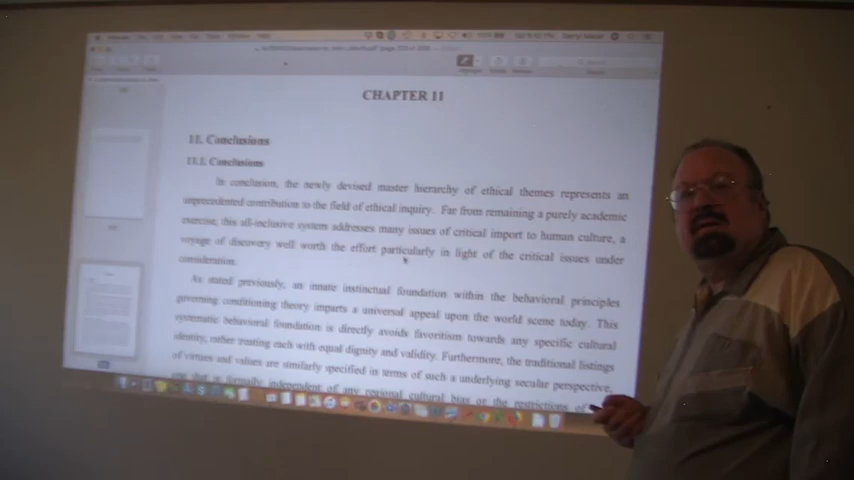 CHAPTER 11
11. Conclusions
11.1. Conclusions
In conclusion, the newly devised master hierarchy of ethical themes represents an
unprecedented contribution to the field of ethical inquiry. Far from remaining a purely academic
exercise, this all-inclusive system addresses many issues of critical import to human culture, a
voyage of discovery well worth the effort particularly in light of the critical issues under
consideration.
As stated previously, an innate instinctual foundation within the behavioral principles
governing conditioning theory imparts a universal appeal upon the world scene today. This
systematic behavioral foundation is directly avoids favoritism towards any specific cultural
identity, rather treating each with equal dignity and validity. Furthermore, the traditional listings
of virtues and values are similarly specified in terms of such a underlying secular perspective,
one that is formally independent of any regional cultural bias or the restrictions of